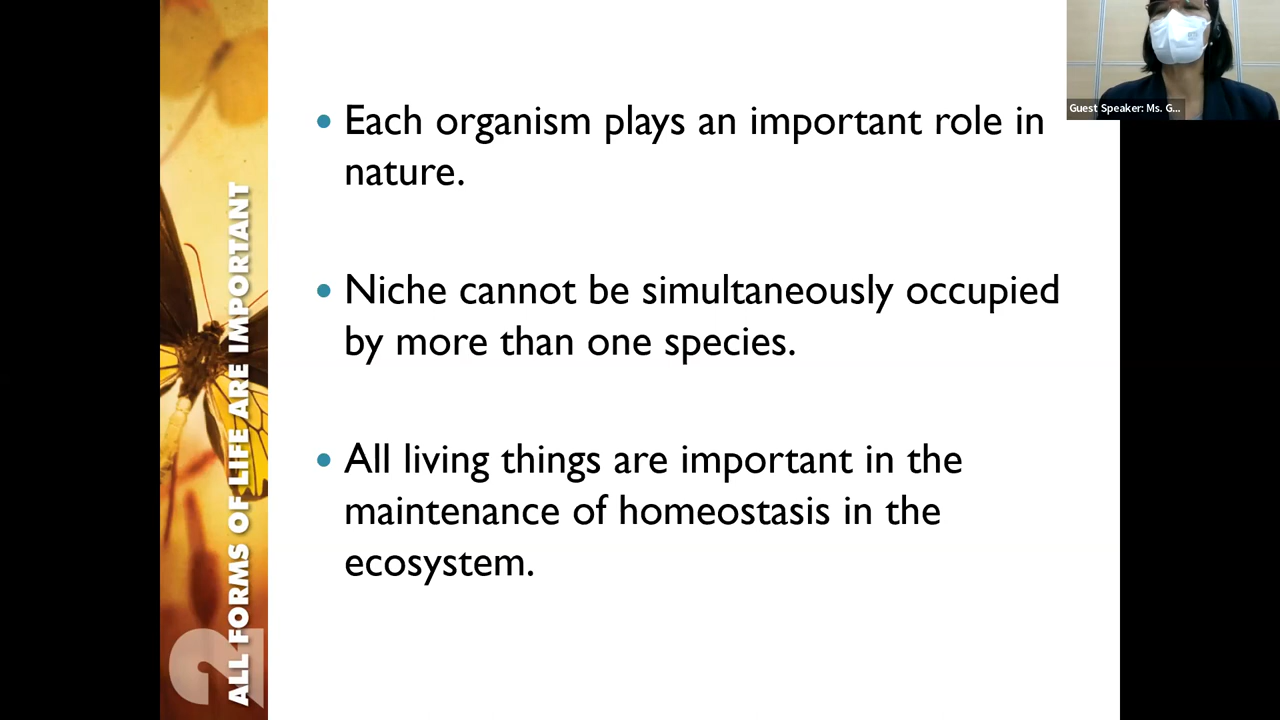 Each organism plays an important role in
nature.
Niche cannot be simultaneously occupied
by more than one species.
All living things are important in the
maintenance of homeostasis in the
ecosystem.
2
ALL FORMS OF LIFE ARE IMPORTANT
Guest Speaker: Ms. G...